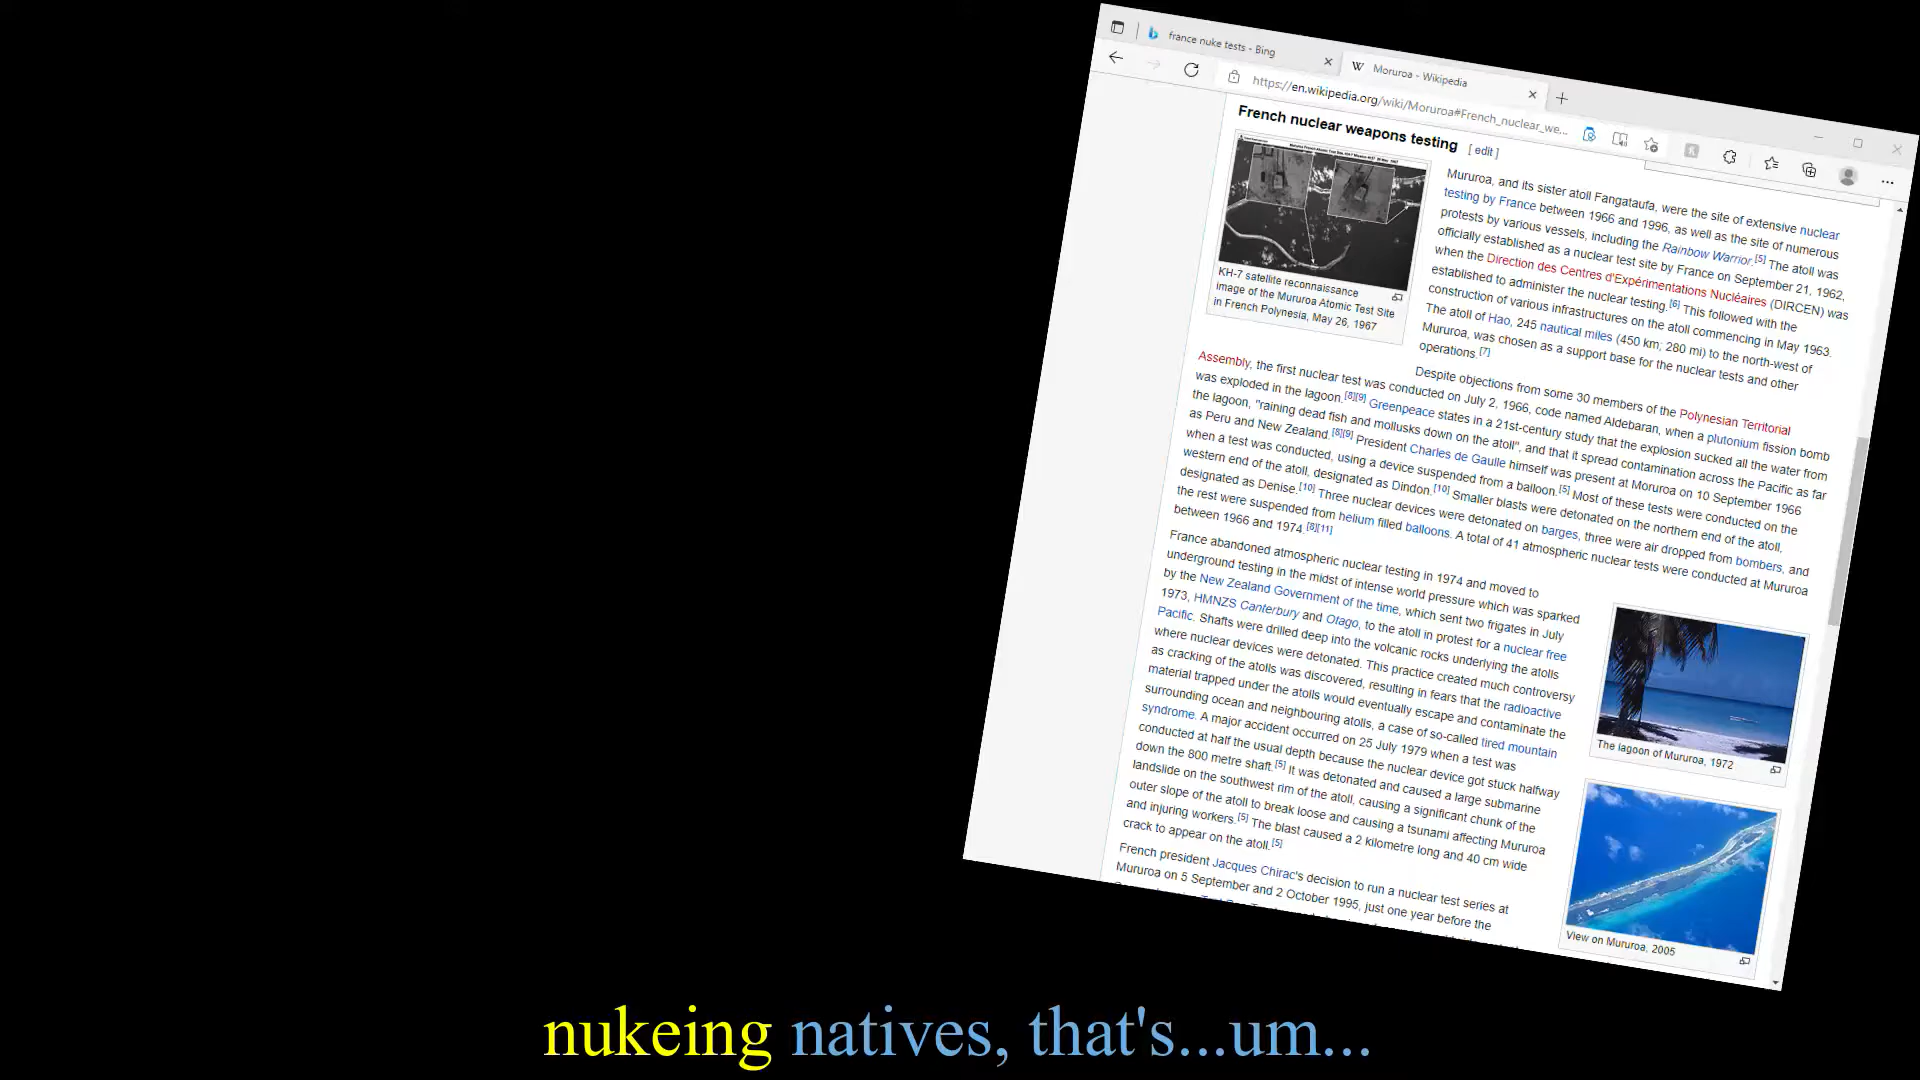 france nuke tests - Bing
Moruroa - Wikipedia
https://en.wikipedia.org/wiki/Moruroa#French_nuclear_we...
French nuclear weapons testing [ edit ]
KH-7 satellite reconnaissance
image of the Mururoa Atomic Test Site
in French Polynesia, May 26, 1967
Mururoa, and its sister atoll Fangataufa, were the site of extensive nuclear
testing by France between 1966 and 1996, as well as the site of numerous
protests by various vessels, including the Rainbow Warrior.[5] The atoll was
officially established as a nuclear test site by France on September 21, 1962,
when the Direction des Centres d'Expérimentations Nucléaires (DIRCEN) was
established to administer the nuclear testing.[6] This followed with the
construction of various infrastructures on the atoll commencing in May 1963.
The atoll of Hao, 245 nautical miles (450 km; 280 mi) to the north-west of
Mururoa, was chosen as a support base for the nuclear tests and other
operations.[7]
Despite objections from some 30 members of the Polynesian Territorial
Assembly, the first nuclear test was conducted on July 2, 1966, code named Aldebaran, when a plutonium fission bomb
was exploded in the lagoon.[8][9] Greenpeace states in a 21st-century study that the explosion sucked all the water from
the lagoon, "raining dead fish and mollusks down on the atoll", and that it spread contamination across the Pacific as far
as Peru and New Zealand.[8][9] President Charles de Gaulle himself was present at Moruroa on 10 September 1966
when a test was conducted, using a device suspended from a balloon.[5] Most of these tests were conducted on the
western end of the atoll, designated as Dindon.[10] Smaller blasts were detonated on the northern end of the atoll,
designated as Denise.[10] Three nuclear devices were detonated on barges, three were air dropped from bombers, and
the rest were suspended from helium filled balloons. A total of 41 atmospheric nuclear tests were conducted at Mururoa
between 1966 and 1974.[8][11]
France abandoned atmospheric nuclear testing in 1974 and moved to
underground testing in the midst of intense world pressure which was sparked
by the New Zealand Government of the time, which sent two frigates in July
1973, HMNZS Canterbury and Otago, to the atoll in protest for a nuclear free
Pacific. Shafts were drilled deep into the volcanic rocks underlying the atolls
where nuclear devices were detonated. This practice created much controversy
as cracking of the atolls was discovered, resulting in fears that the radioactive
material trapped under the atolls would eventually escape and contaminate the
surrounding ocean and neighbouring atolls, a case of so-called tired mountain
syndrome. A major accident occurred on 25 July 1979 when a test was
conducted at half the usual depth because the nuclear device got stuck halfway
down the 800 metre shaft.[5] It was detonated and caused a large submarine
landslide on the southwest rim of the atoll, causing a significant chunk of the
outer slope of the atoll to break loose and causing a tsunami affecting Mururoa
and injuring workers.[5] The blast caused a 2 kilometre long and 40 cm wide
crack to appear on the atoll.[5]
The lagoon of Mururoa, 1972
View on Mururoa, 2005
French president Jacques Chirac's decision to run a nuclear test series at
Mururoa on 5 September and 2 October 1995, just one year before the
nukeing natives, that's...um...